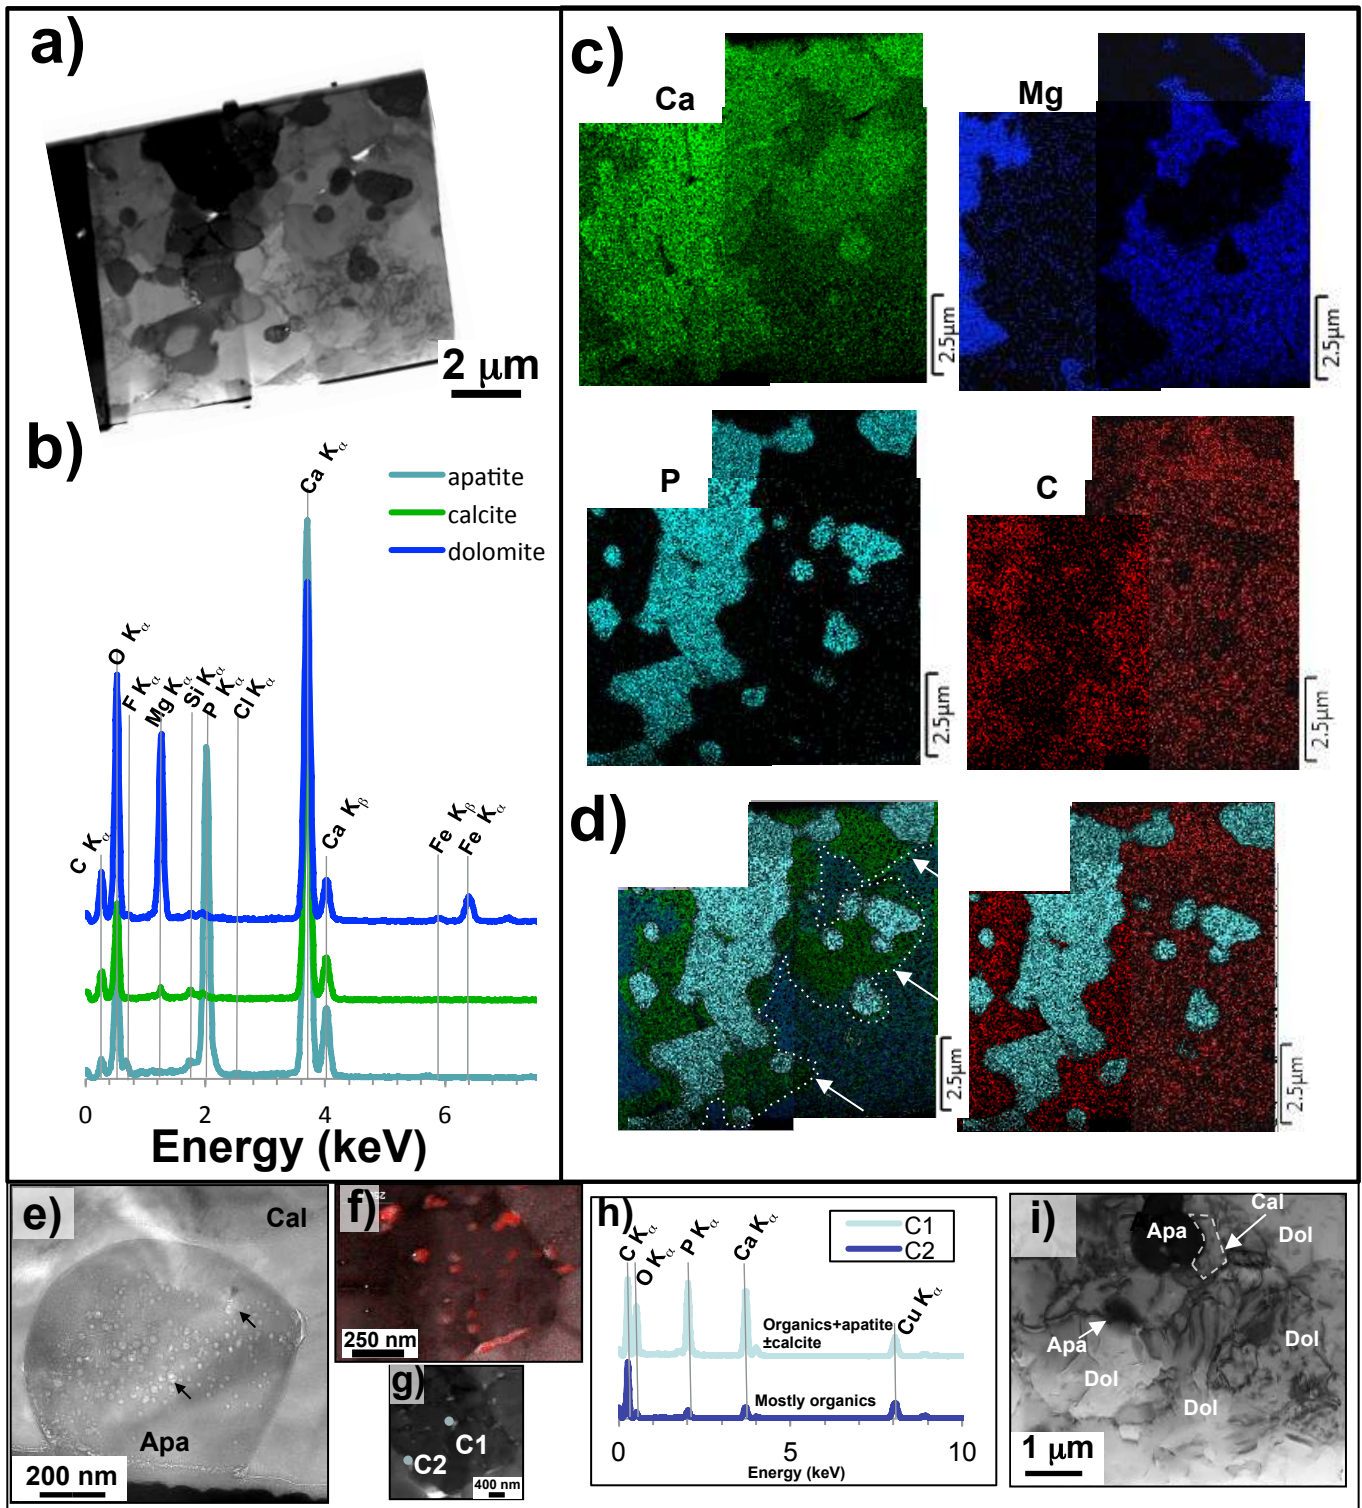 a)
2 μm
b)
apatite
calcite
dolomite
C Kα
O Kα
F Kα
Mg Kα
Si Kα
P Kα
Cl Kα
Ca Kα
Ca Kβ
Fe Kβ
Fe Kα
0 2 4 6
Energy (keV)
c)
Ca
2.5μm
Mg
2.5μm
P
2.5μm
C
2.5μm
d)
2.5μm
2.5μm
e)
Cal
Apa
200 nm
f)
250 nm
g)
C1
C2
400 nm
h)
C1
C2
C Kα
O Kα
P Kα
Ca Kα
Cu Kα
Organics+apatite
±calcite
Mostly organics
0 5 10
Energy (keV)
i)
Cal
Apa
Dol
Apa
Dol
Dol
Dol
1 μm